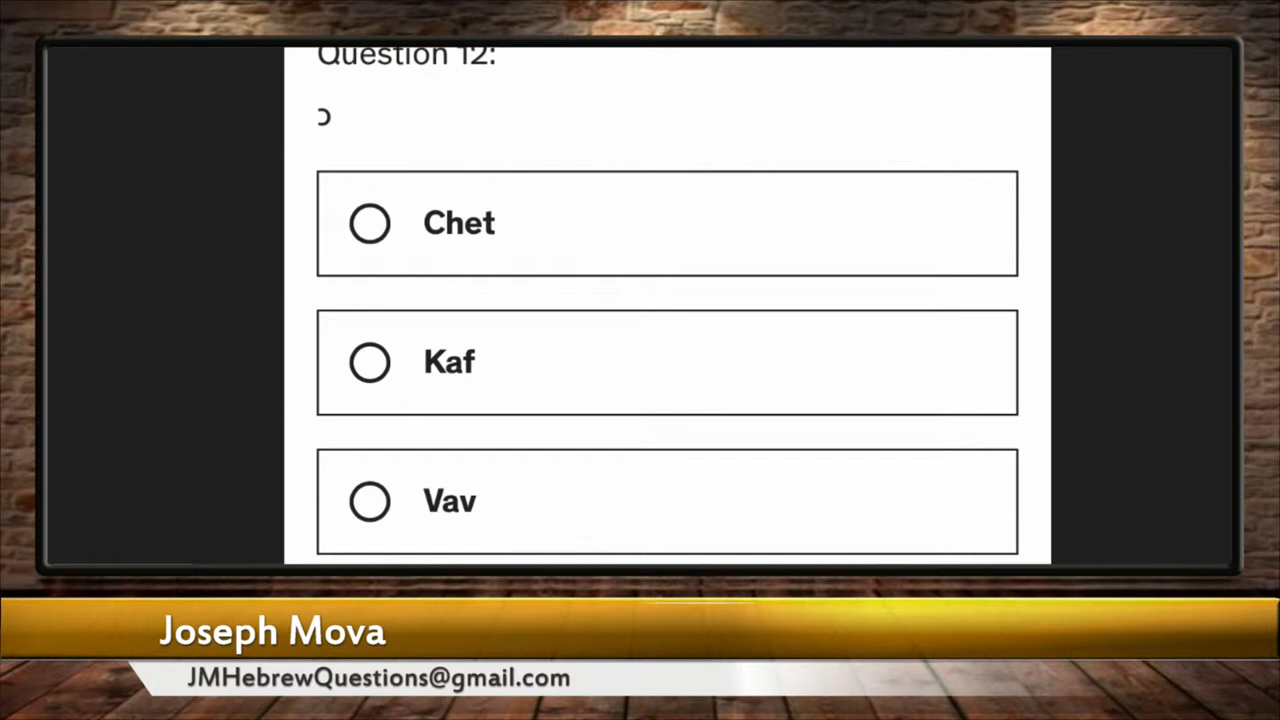 Question 12:
כ
Chet
Kaf
Vav
Joseph Mova
JMHebrewQuestions@gmail.com